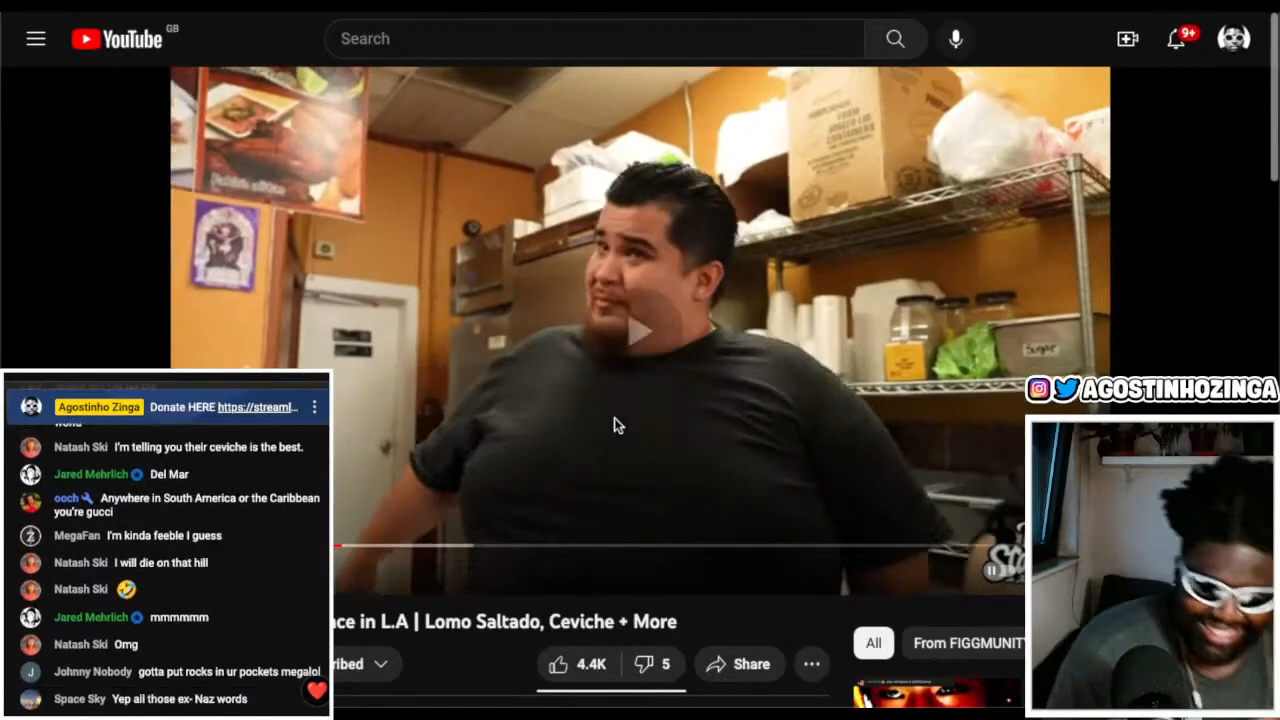 YouTube GB
Search
9+
Sugar
AGOSTINHOZINGA
Agostinho Zinga Donate HERE https://streaml...
Natash Ski I'm telling you their ceviche is the best.
Jared Mehrlich Del Mar
ooch Anywhere in South America or the Caribbean
you're gucci
MegaFan I'm kinda feeble I guess
Natash Ski I will die on that hill
Natash Ski 🤣
Jared Mehrlich mmmmmm
Natash Ski Omg
Johnny Nobody gotta put rocks in ur pockets megalol
Space Sky Yep all those ex Naz words
ce in L.A | Lomo Saltado, Ceviche + More
ribed
4.4K
5
Share
All
From FIGGMUNIT